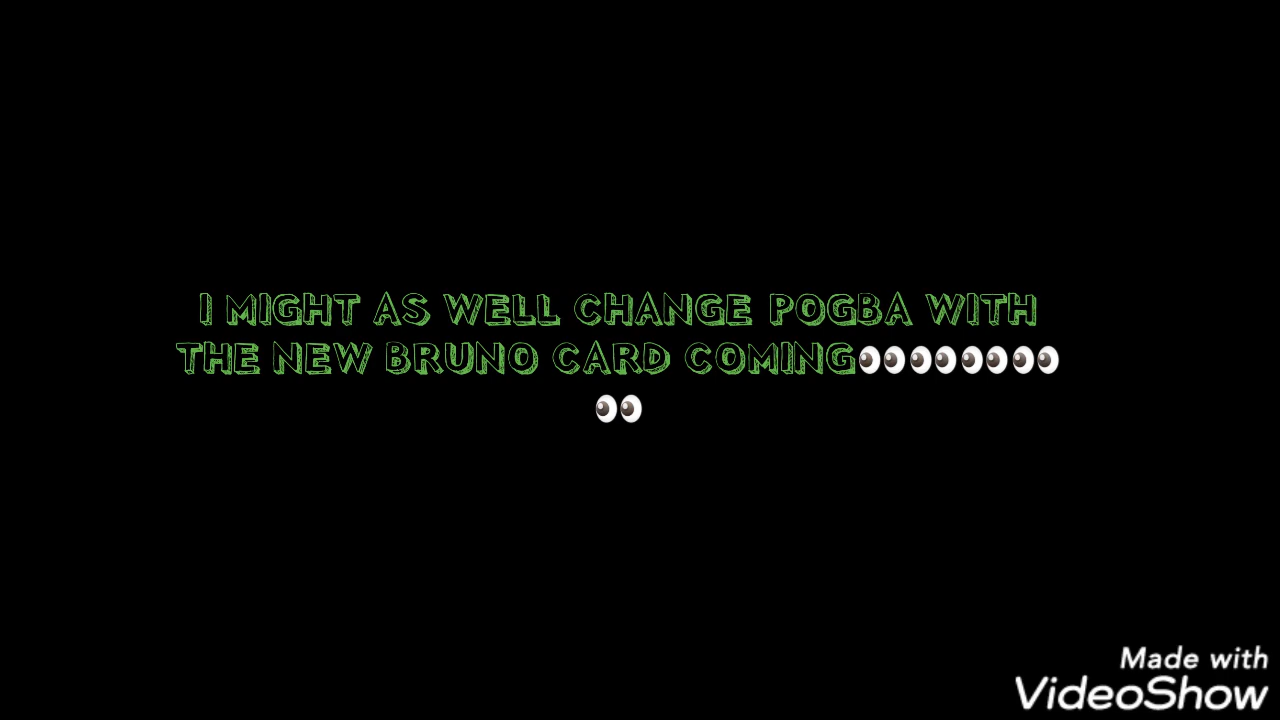 I MIGHT AS WELL CHANGE POGBA WITH
THE NEW BRUNO CARD COMING👀👀👀👀
👀
Made with
VideoShow